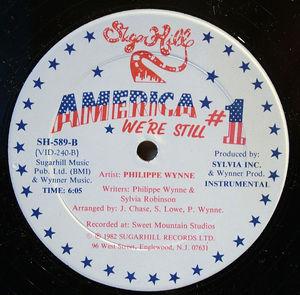 Sugar Hill
AMERICA
WE'RE STILL #1
SH-589-B
(VID-240-B)
Sugarhill Music
Pub. Ltd. (BMI)
& Wynner Music.
TIME: 6:05
Produced by:
SYLVIA INC.
& Wynner Prod.
INSTRUMENTAL
Artist: PHILIPPE WYNNE
Writers: Philippe Wynne &
Sylvia Robinson
Arranged by: J. Chase, S. Lowe, P. Wynne.
Recorded at: Sweet Mountain Studios
© ℗ 1982 SUGARHILL RECORDS LTD.
96 West Street, Englewood, N.J. 07631